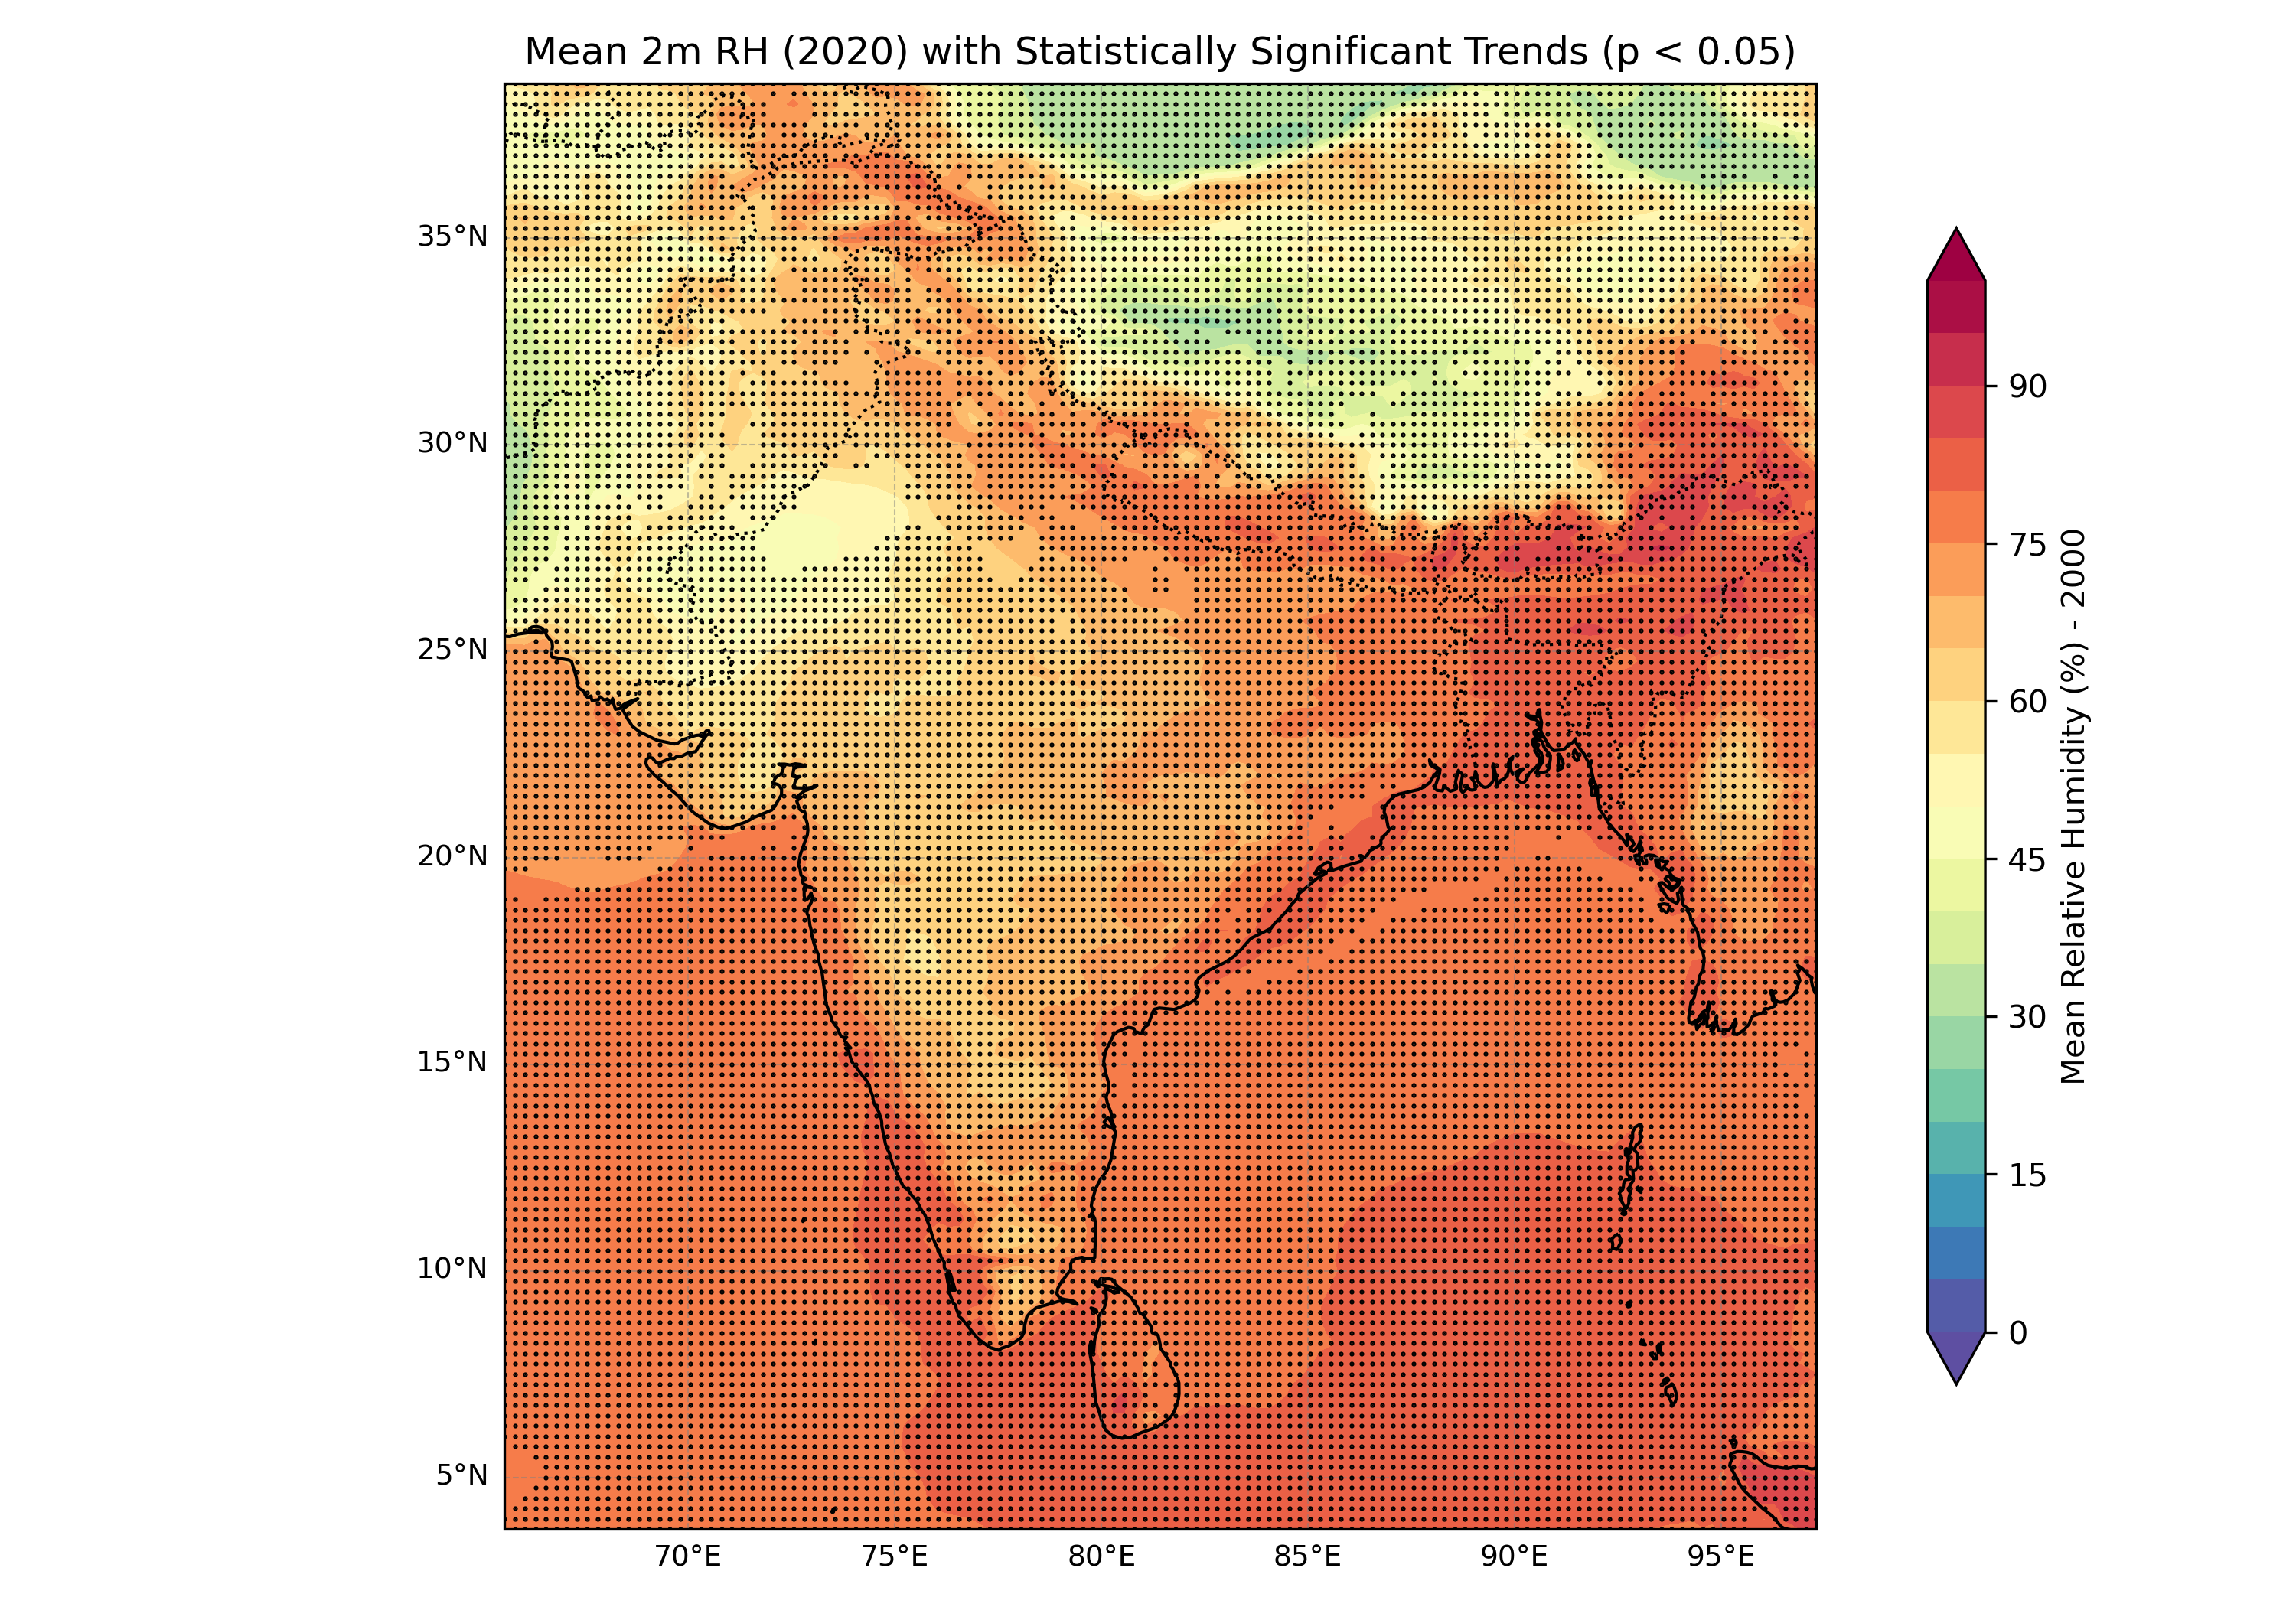 Mean 2m RH (2020) with Statistically Significant Trends (p < 0.05)
35°N
30°N
25°N
20°N
15°N
10°N
5°N
70°E 75°E 80°E 85°E 90°E 95°E
90
75
60
45
30
15
0
Mean Relative Humidity (%) - 2000